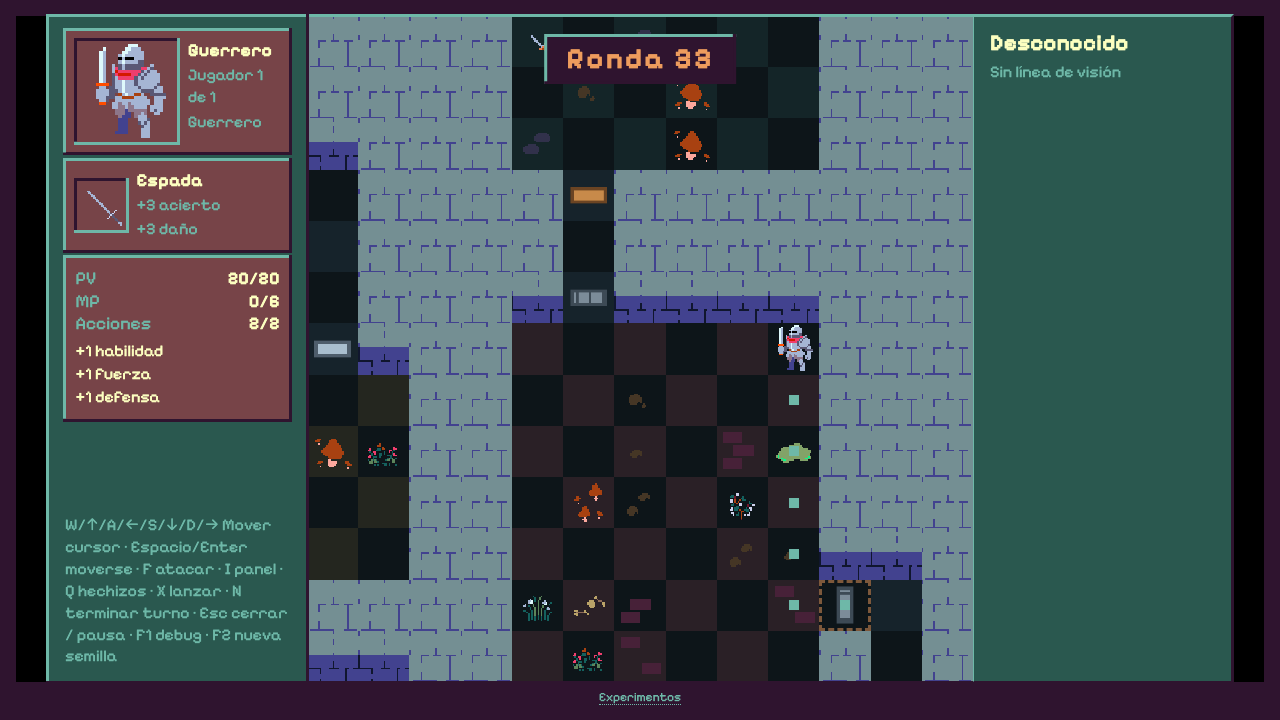 Guerrero
Jugador 1
de 1
Guerrero
Espada
+3 acierto
+3 daño
PV 80/80
MP 0/6
Acciones 8/8
+1 habilidad
+1 fuerza
+1 defensa
W/↑/A/←/S/↓/D/→ Mover
cursor · Espacio/Enter
moverse · F atacar · I panel ·
Q hechizos · X lanzar · N
terminar turno · Esc cerrar
/ pausa · F1 debug · F2 nueva
semilla
Ronda 33
Desconocido
Sin línea de visión
Experimentos